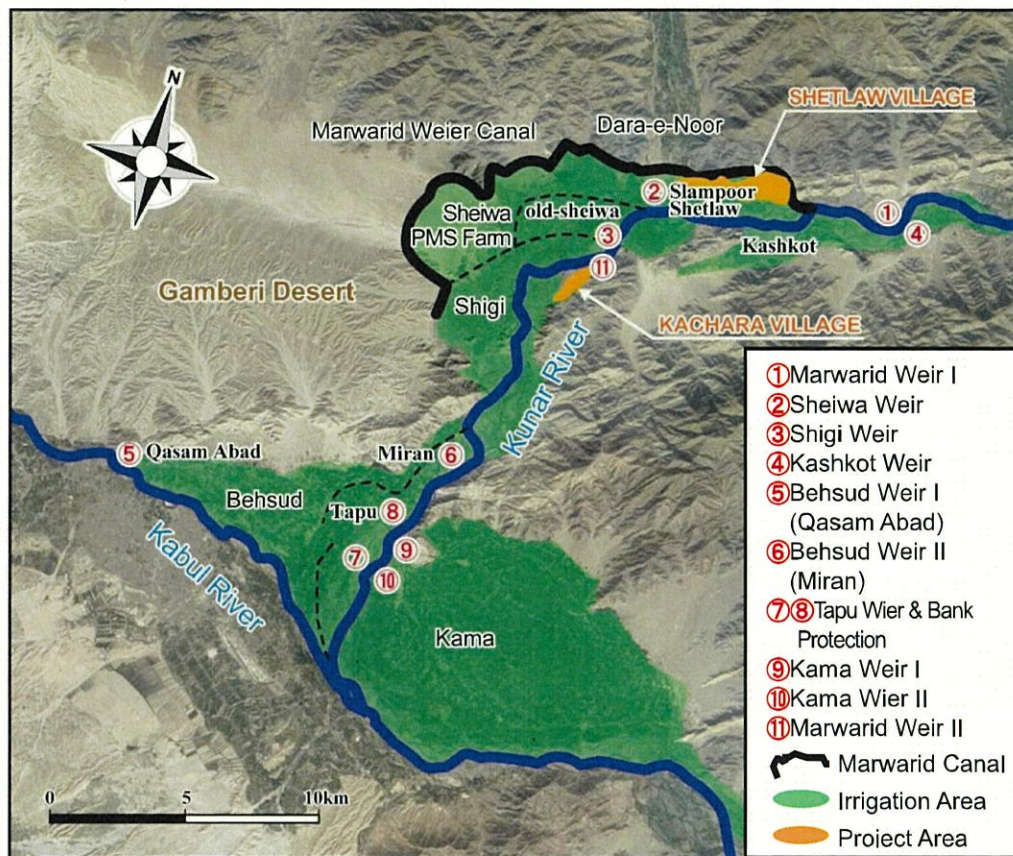 N
SHETLAW VILLAGE
Marwarid Weier Canal
Dara-e-Noor
② Slampoor
Shetlaw
①
Sheiwa
PMS Farm
old-sheiwa
③
④
Kashkot
⑪
Gamberi Desert
Shigi
KACHARA VILLAGE
Kunar River
⑤ Qasam Abad
Miran ⑥
Behsud
Tapu ⑧
⑦
⑨
⑩
Kabul River
Kama
0 5 10km
①Marwarid Weir I
②Sheiwa Weir
③Shigi Weir
④Kashkot Weir
⑤Behsud Weir I
(Qasam Abad)
⑥Behsud Weir II
(Miran)
⑦⑧Tapu Wier & Bank
Protection
⑨Kama Weir I
⑩Kama Wier II
⑪Marwarid Weir II
Marwarid Canal
Irrigation Area
Project Area